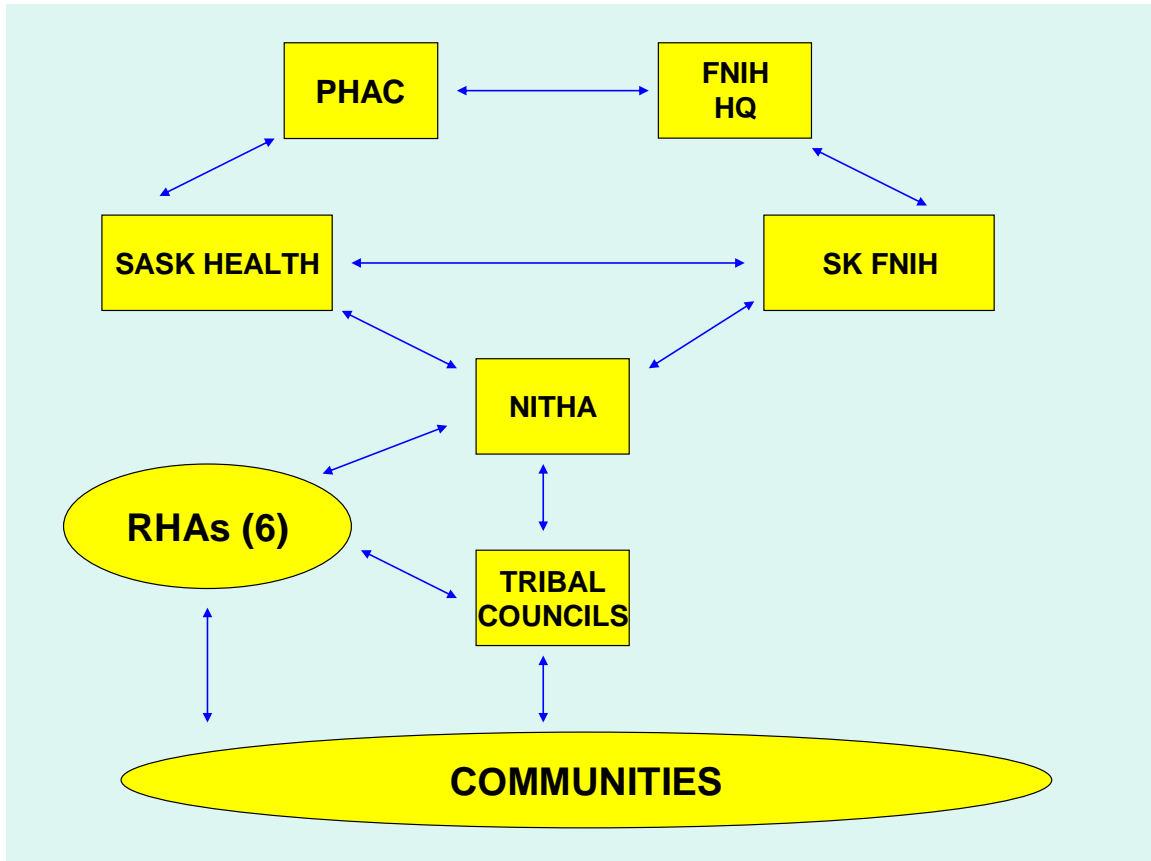 PHAC
FNIH
HQ
SASK HEALTH
SK FNIH
NITHA
RHAs (6)
TRIBAL
COUNCILS
COMMUNITIES